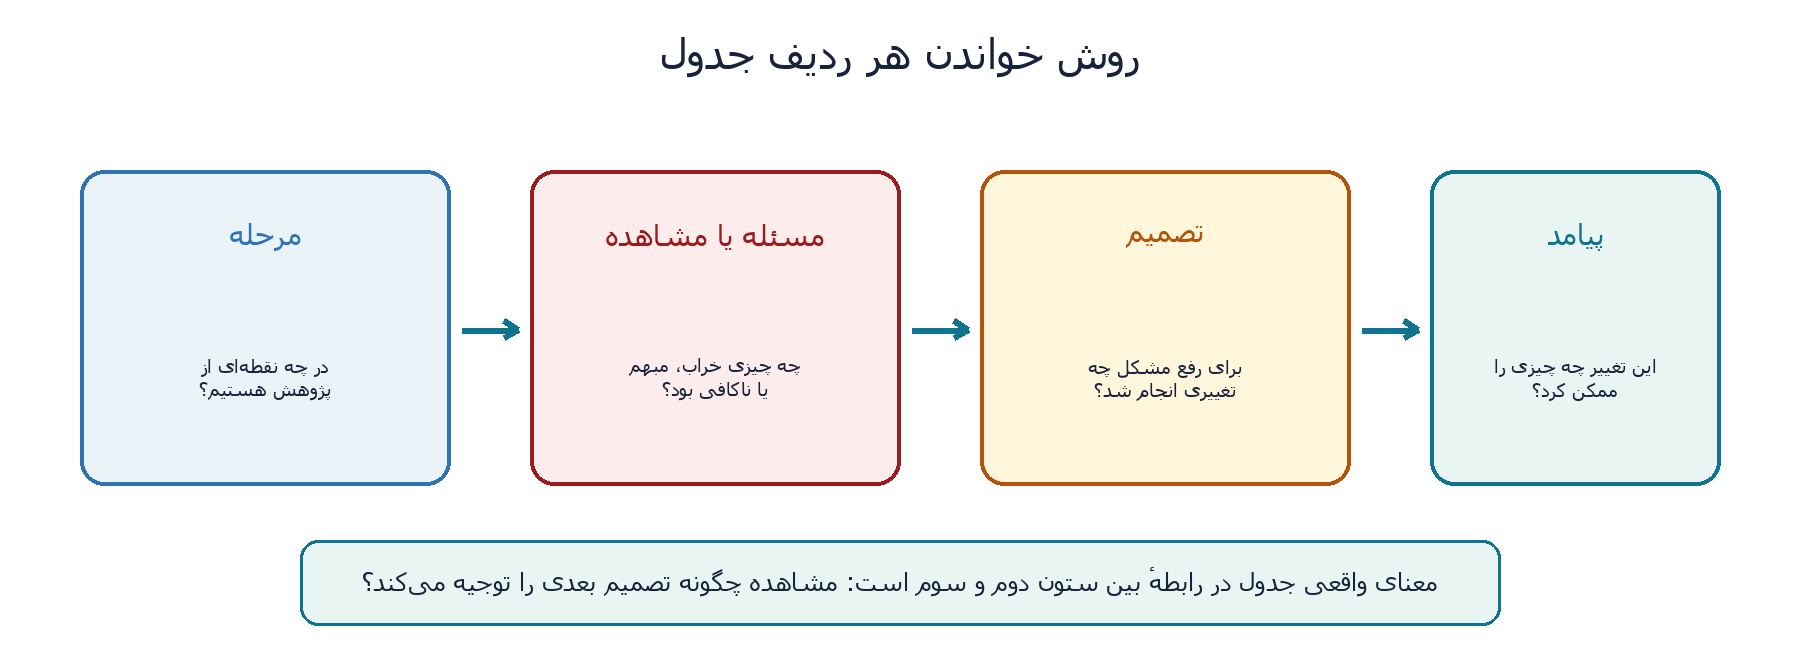 روش خواندن هر ردیف جدول
مرحله
در چه نقطه‌ای از
پژوهش هستیم؟
مسئله یا مشاهده
چه چیزی خراب، مبهم
یا ناکافی بود؟
تصمیم
برای رفع مشکل چه
تغییری انجام شد؟
پیامد
این تغییر چه چیزی را
ممکن کرد؟
معنای واقعی جدول در رابطهٔ بین ستون دوم و سوم است: مشاهده چگونه تصمیم بعدی را توجیه می‌کند؟